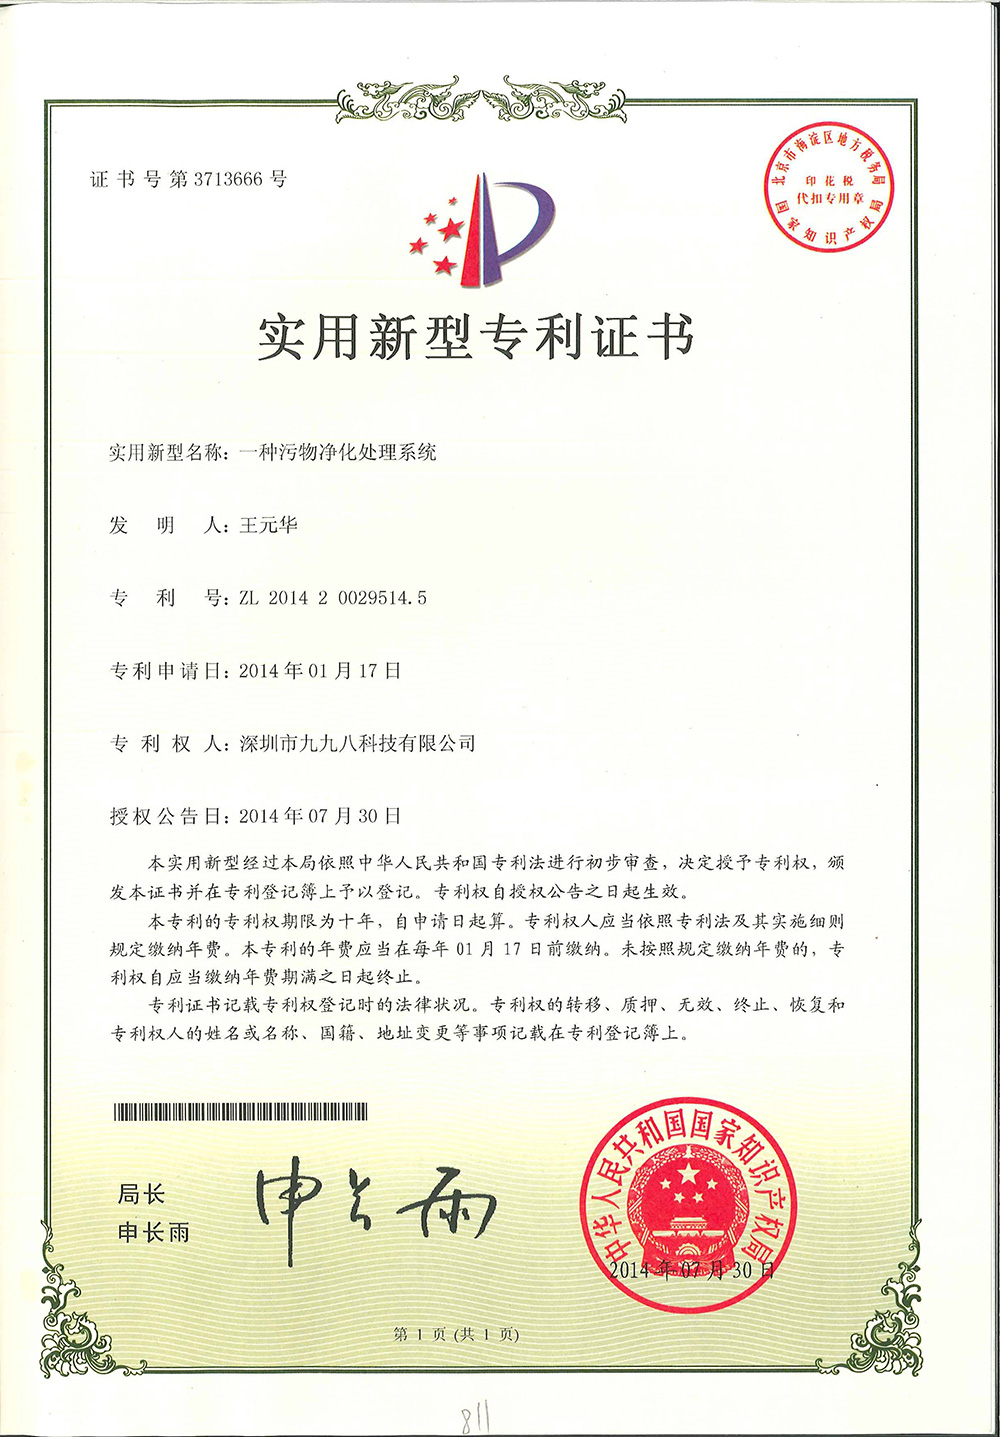 证书号第3713666号
北京市海淀区地方税务局
印花税
代扣专用章
国家知识产权局
实用新型专利证书
实用新型名称：一种污物净化处理系统
发明人：王元华
专利号：ZL 2014 2 0029514.5
专利申请日：2014年01月17日
专利权人：深圳市九九八科技有限公司
授权公告日：2014年07月30日
本实用新型经过本局依照中华人民共和国专利法进行初步审查，决定授予专利权，颁
发本证书并在专利登记簿上予以登记。专利权自授权公告之日起生效。
本专利的专利权期限为十年，自申请日起算。专利权人应当依照专利法及其实施细则
规定缴纳年费。本专利的年费应当在每年01月17日前缴纳。未按照规定缴纳年费的，专
利权自应当缴纳年费期满之日起终止。
专利证书记载专利权登记时的法律状况。专利权的转移、质押、无效、终止、恢复和
专利权人的姓名或名称、国籍、地址变更等事项记载在专利登记簿上。
局长
申长雨
申长雨
中华人民共和国国家知识产权局
2014年07月30日
第1页(共1页)
811